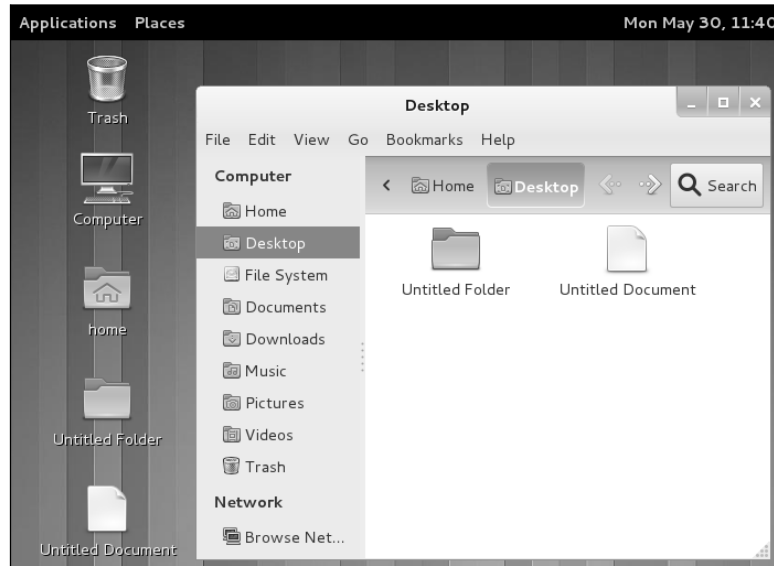 Applications Places Mon May 30, 11:40
Trash
Computer
home
Untitled Folder
Untitled Document
Desktop
File Edit View Go Bookmarks Help
Computer
Home
Desktop
File System
Documents
Downloads
Music
Pictures
Videos
Trash
Network
Browse Net...
Home Desktop Search
Untitled Folder Untitled Document